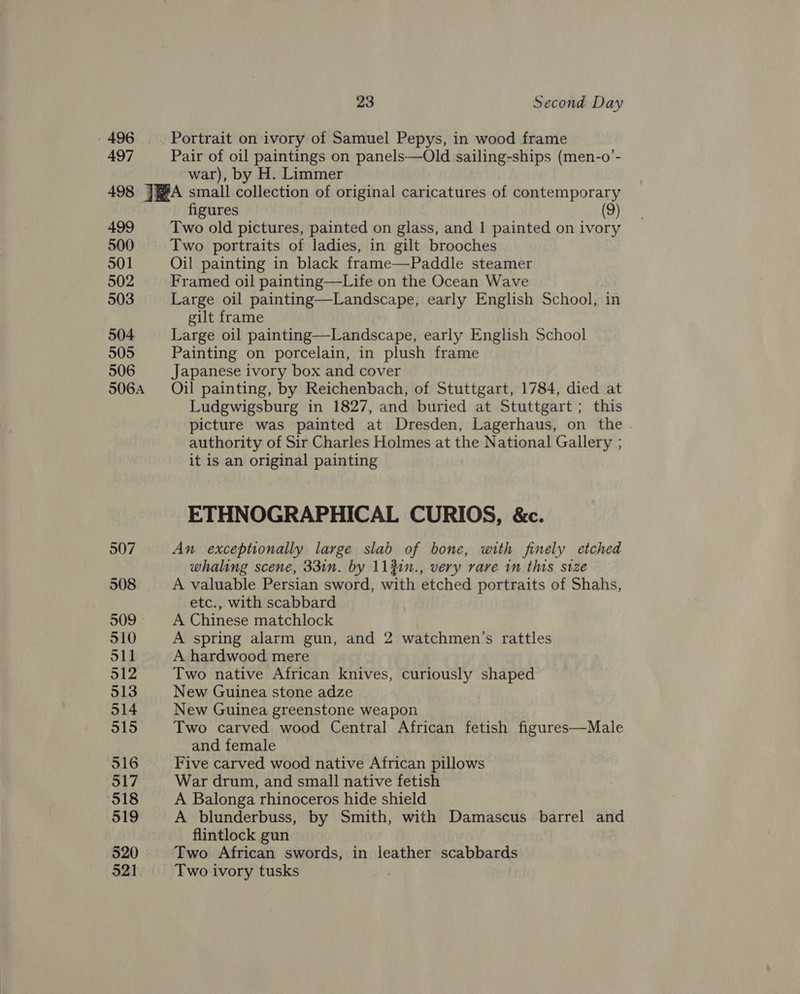 23 Second Day
496 Portrait on ivory of Samuel Pepys, in wood frame
497 Pair of oil paintings on panels—Old sailing-ships (men-o’-
war), by H. Limmer
498 A small collection of original caricatures of contemporary
figures (9)
499 Two old pictures, painted on glass, and 1 painted on ivory
500 Two portraits of ladies, in gilt brooches
501 Oil painting in black frame—Paddle steamer
502 Framed oil painting—Life on the Ocean Wave
503 Large oil painting—Landscape, early English School, in
gilt frame
504 Large oil painting—Landscape, early English School
505 Painting on porcelain, in plush frame
506 Japanese ivory box and cover
506A Oil painting, by Reichenbach, of Stuttgart, 1784, died at
Ludgwigsburg in 1827, and buried at Stuttgart ; this
picture was painted at Dresden, Lagerhaus, on the
authority of Sir Charles Holmes at the National Gallery ;
it is an original painting
ETHNOGRAPHICAL CURIOS, &c.
507 An exceptionally large slab of bone, with finely etched
whaling scene, 33in. by 11¾in., very rare in this size
508 A valuable Persian sword, with etched portraits of Shahs,
etc., with scabbard
509 A Chinese matchlock
510 A spring alarm gun, and 2 watchmen’s rattles
511 A hardwood mere
512 Two native African knives, curiously shaped
513 New Guinea stone adze
514 New Guinea greenstone weapon
515 Two carved wood Central African fetish figures—Male
and female
516 Five carved wood native African pillows
517 War drum, and small native fetish
518 A Balonga rhinoceros hide shield
519 A blunderbuss, by Smith, with Damascus barrel and
flintlock gun
520 Two African swords, in leather scabbards
521 Two ivory tusks